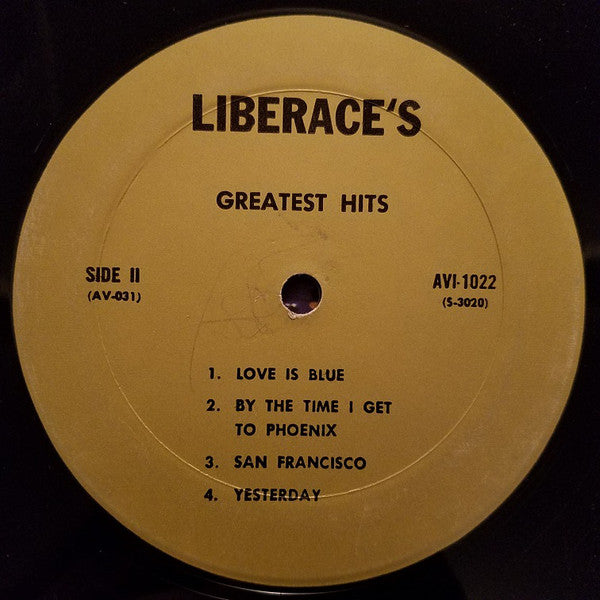 LIBERACE'S
GREATEST HITS
SIDE II
(AV-031)
AVI-1022
(S-3020)
1. LOVE IS BLUE
2. BY THE TIME I GET
TO PHOENIX
3. SAN FRANCISCO
4. YESTERDAY